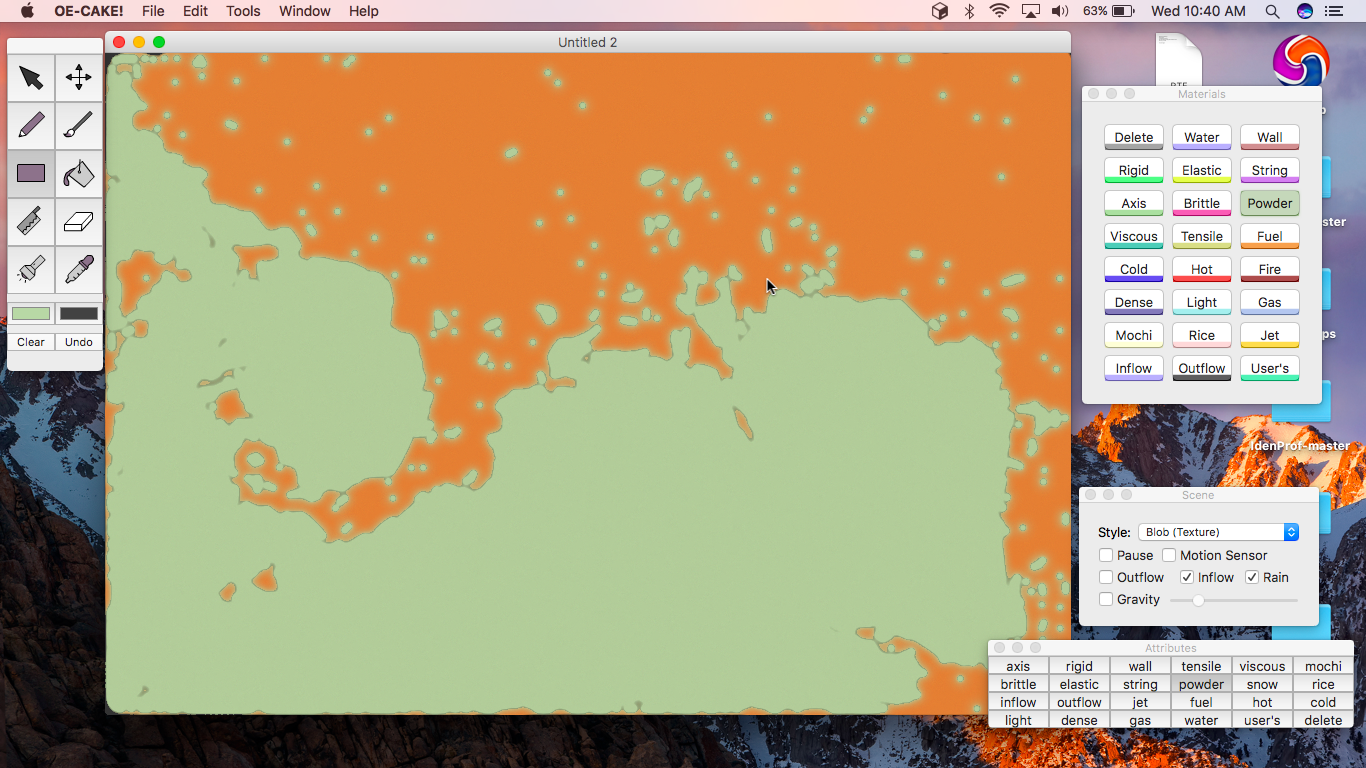 OE-CAKE! File Edit Tools Window Help 63% Wed 10:40 AM
Untitled 2
Clear Undo
Materials
Delete Water Wall
Rigid Elastic String
Axis Brittle Powder
Viscous Tensile Fuel
Cold Hot Fire
Dense Light Gas
Mochi Rice Jet
Inflow Outflow User's
ster
ps
IdenProf-master
Scene
Style: Blob (Texture)
Pause Motion Sensor
Outflow Inflow Rain
Gravity
Attributes
axis rigid wall tensile viscous mochi
brittle elastic string powder snow rice
inflow outflow jet fuel hot cold
light dense gas water user's delete